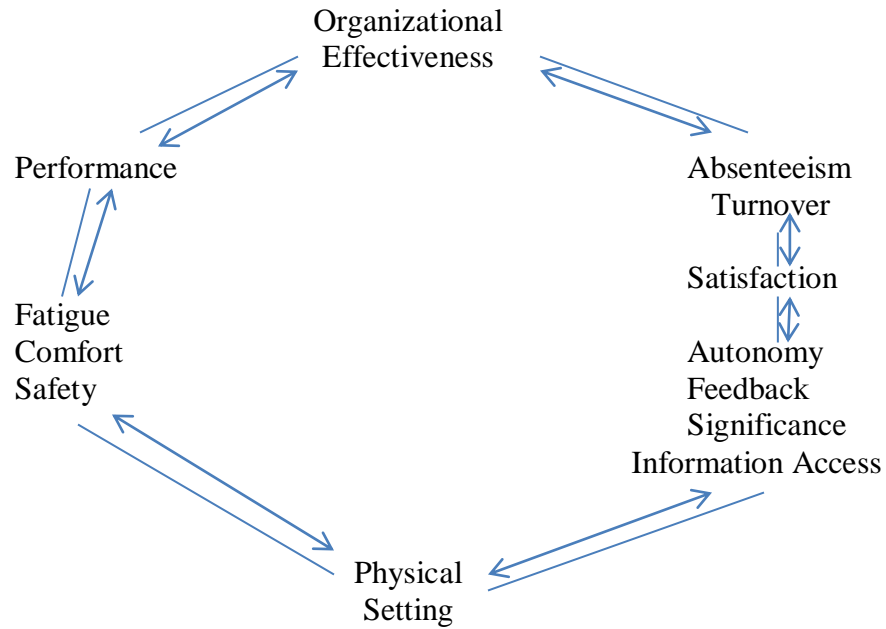 Organizational
Effectiveness
Performance
Absenteeism
Turnover
Satisfaction
Fatigue
Comfort
Safety
Autonomy
Feedback
Significance
Information Access
Physical
Setting